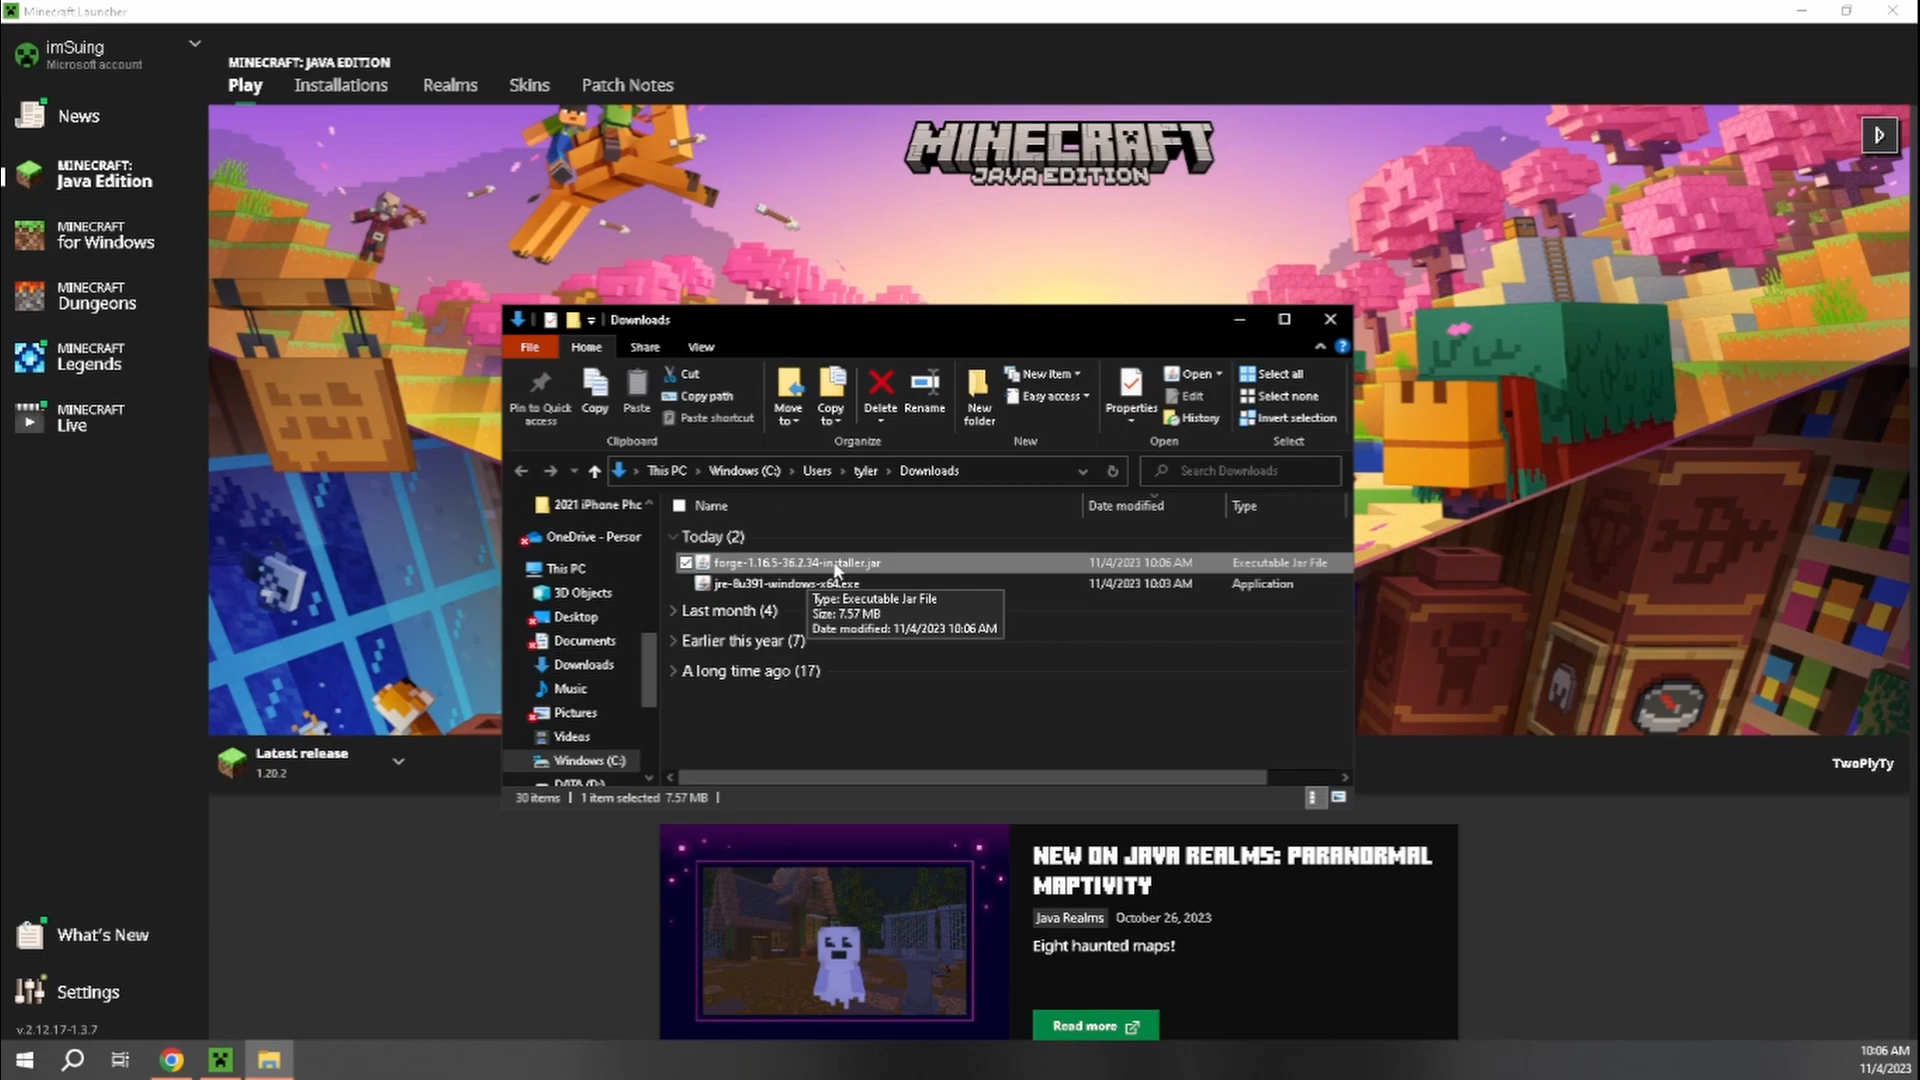 Minecraft Launcher
imSuing
Microsoft account
News
MINECRAFT:
Java Edition
MINECRAFT
for Windows
MINECRAFT
Dungeons
MINECRAFT
Legends
MINECRAFT
Live
What's New
Settings
v.2.12.17-1.3.7
MINECRAFT: JAVA EDITION
Play Installations Realms Skins Patch Notes
MINECRAFT
JAVA EDITION
Downloads
File Home Share View
Pin to Quick access
Copy
Paste
Cut
Copy path
Paste shortcut
Clipboard
Move to
Copy to
Delete
Rename
Organize
New folder
New item
Easy access
New
Properties
Open
Edit
History
Open
Select all
Select none
Invert selection
Select
This PC > Windows (C:) > Users > tyler > Downloads
Search Downloads
2021 iPhone Phc
OneDrive - Person
This PC
3D Objects
Desktop
Documents
Downloads
Music
Pictures
Videos
Windows (C:)
DATA (D:)
Name Date modified Type
Today (2)
forge-1.16.5-36.2.34-installer.jar 11/4/2023 10:06 AM Executable Jar File
jre-8u391-windows-x64.exe 11/4/2023 10:03 AM Application
Type: Executable Jar File
Size: 7.57 MB
Date modified: 11/4/2023 10:06 AM
Last month (4)
Earlier this year (7)
A long time ago (17)
30 items 1 item selected 7.57 MB
Latest release
1.20.2
TwoPlyTy
NEW ON JAVA REALMS: PARANORMAL
MAPTIVITY
Java Realms October 26, 2023
Eight haunted maps!
Read more
10:06 AM
11/4/2023